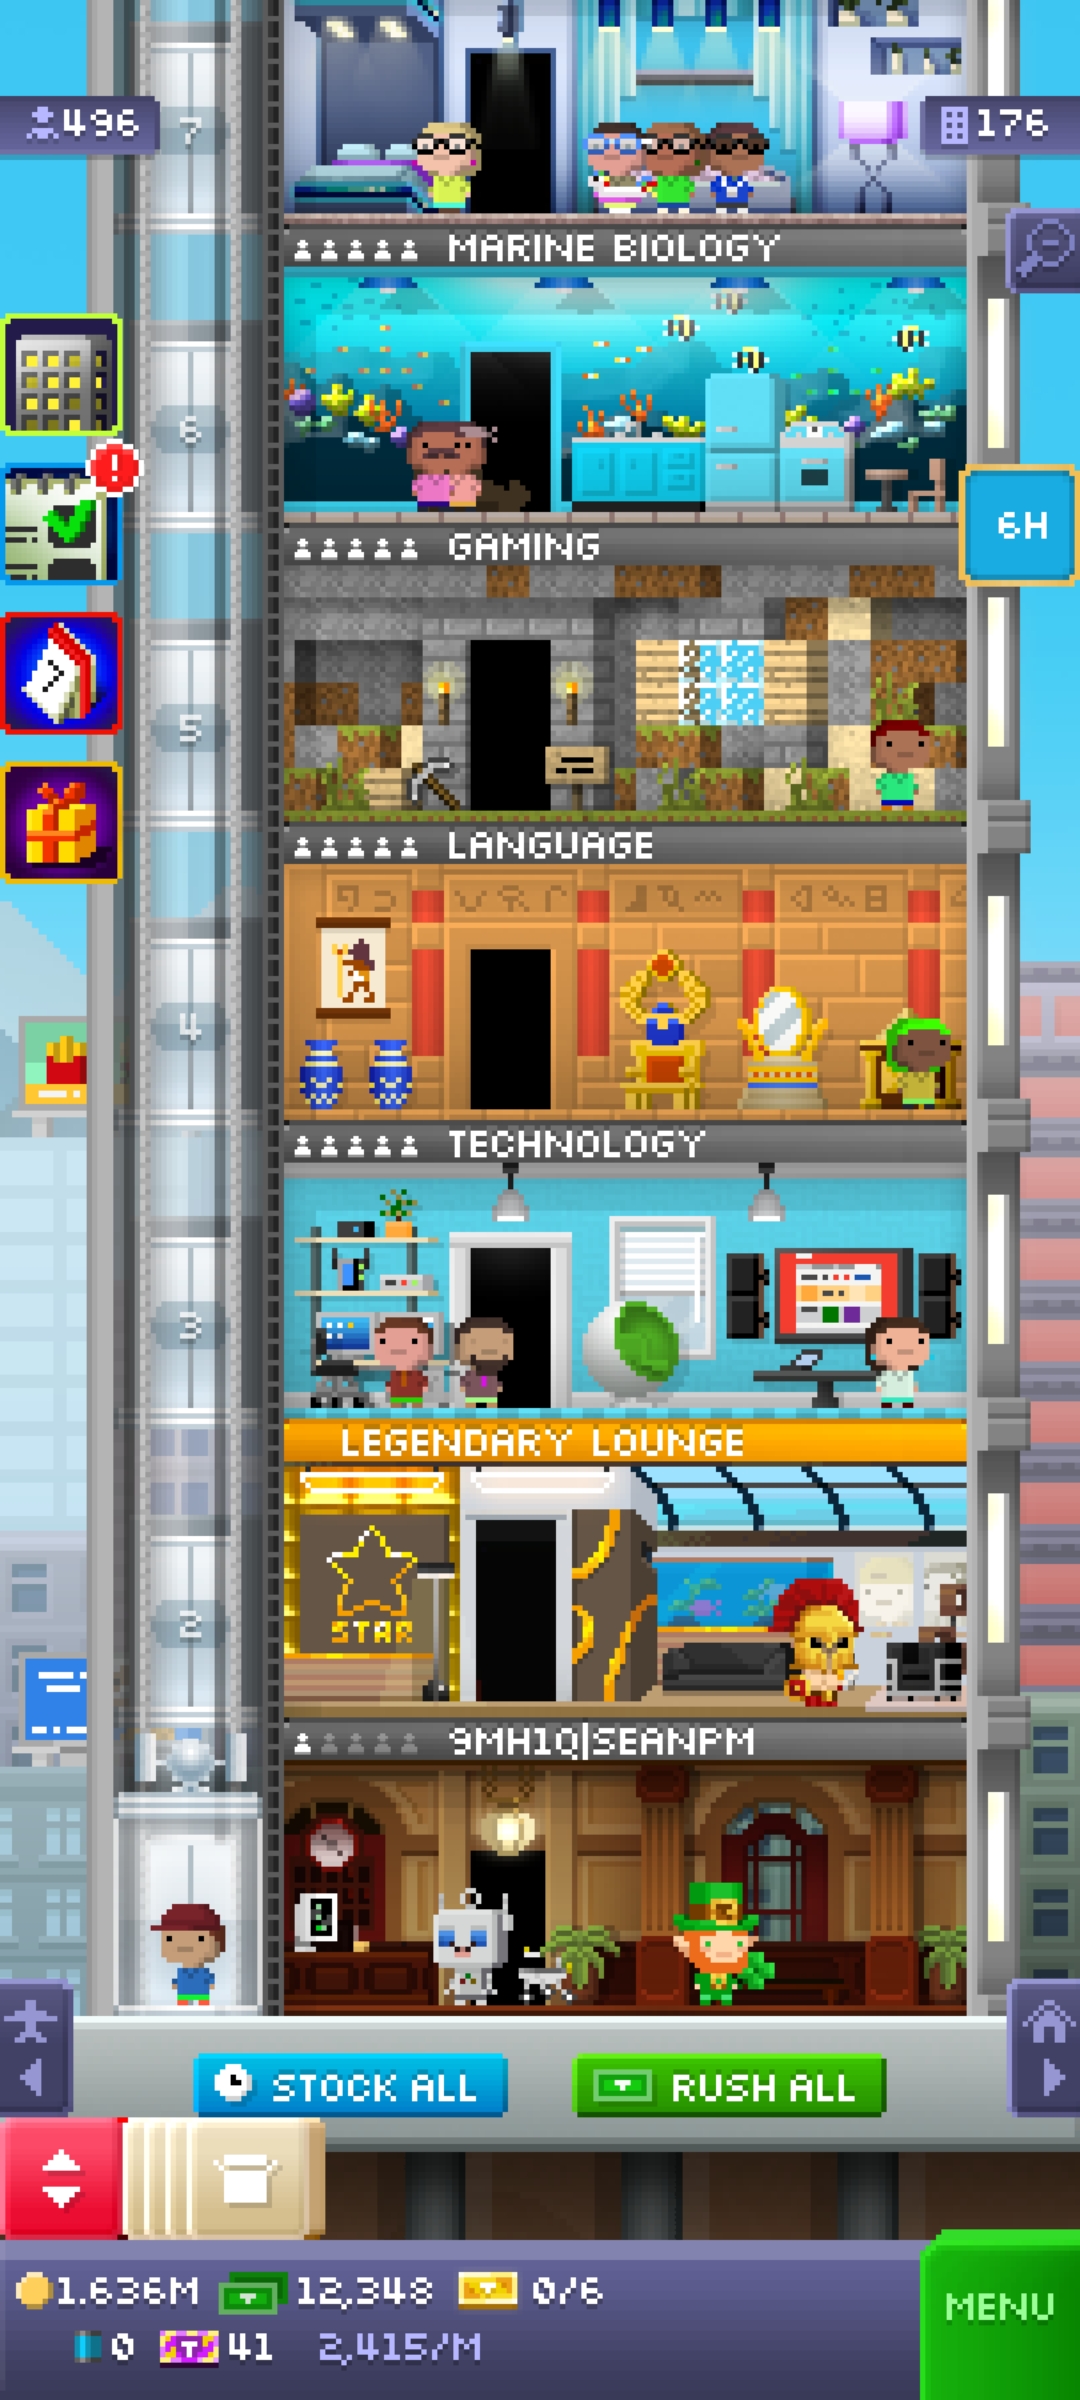 7
496
176
MARINE BIOLOGY
6
6H
GAMING
5
LANGUAGE
4
TECHNOLOGY
3
LEGENDARY LOUNGE
STAR
2
9MH1Q|SEANPM
STOCK ALL
RUSH ALL
1.636M 12,348 0/6
MENU
0 41 2,415/M